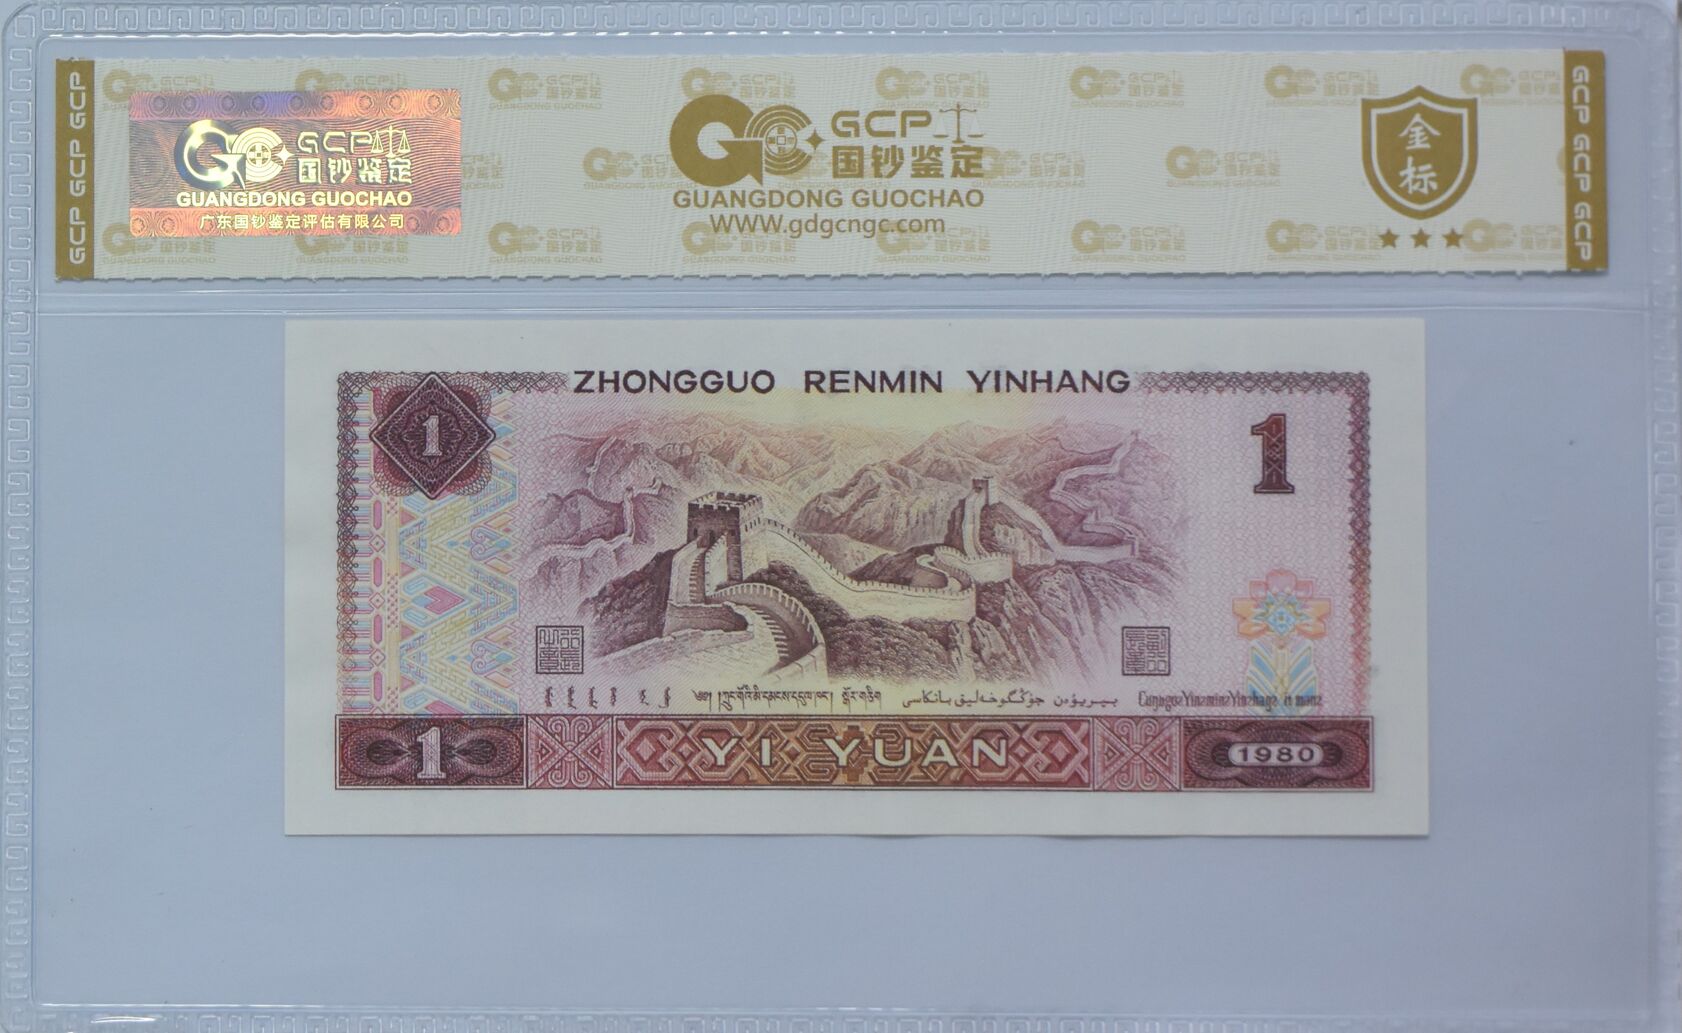 GCP GCP GCP
GCP
国钞鉴定
GUANGDONG GUOCHAO
广东国钞鉴定评估有限公司
GCP
国钞鉴定
GUANGDONG GUOCHAO
WWW.gdgcngc.com
金标
GCP GCP GCP
ZHONGGUO RENMIN YINHANG
1
1
1
YI YUAN
1980